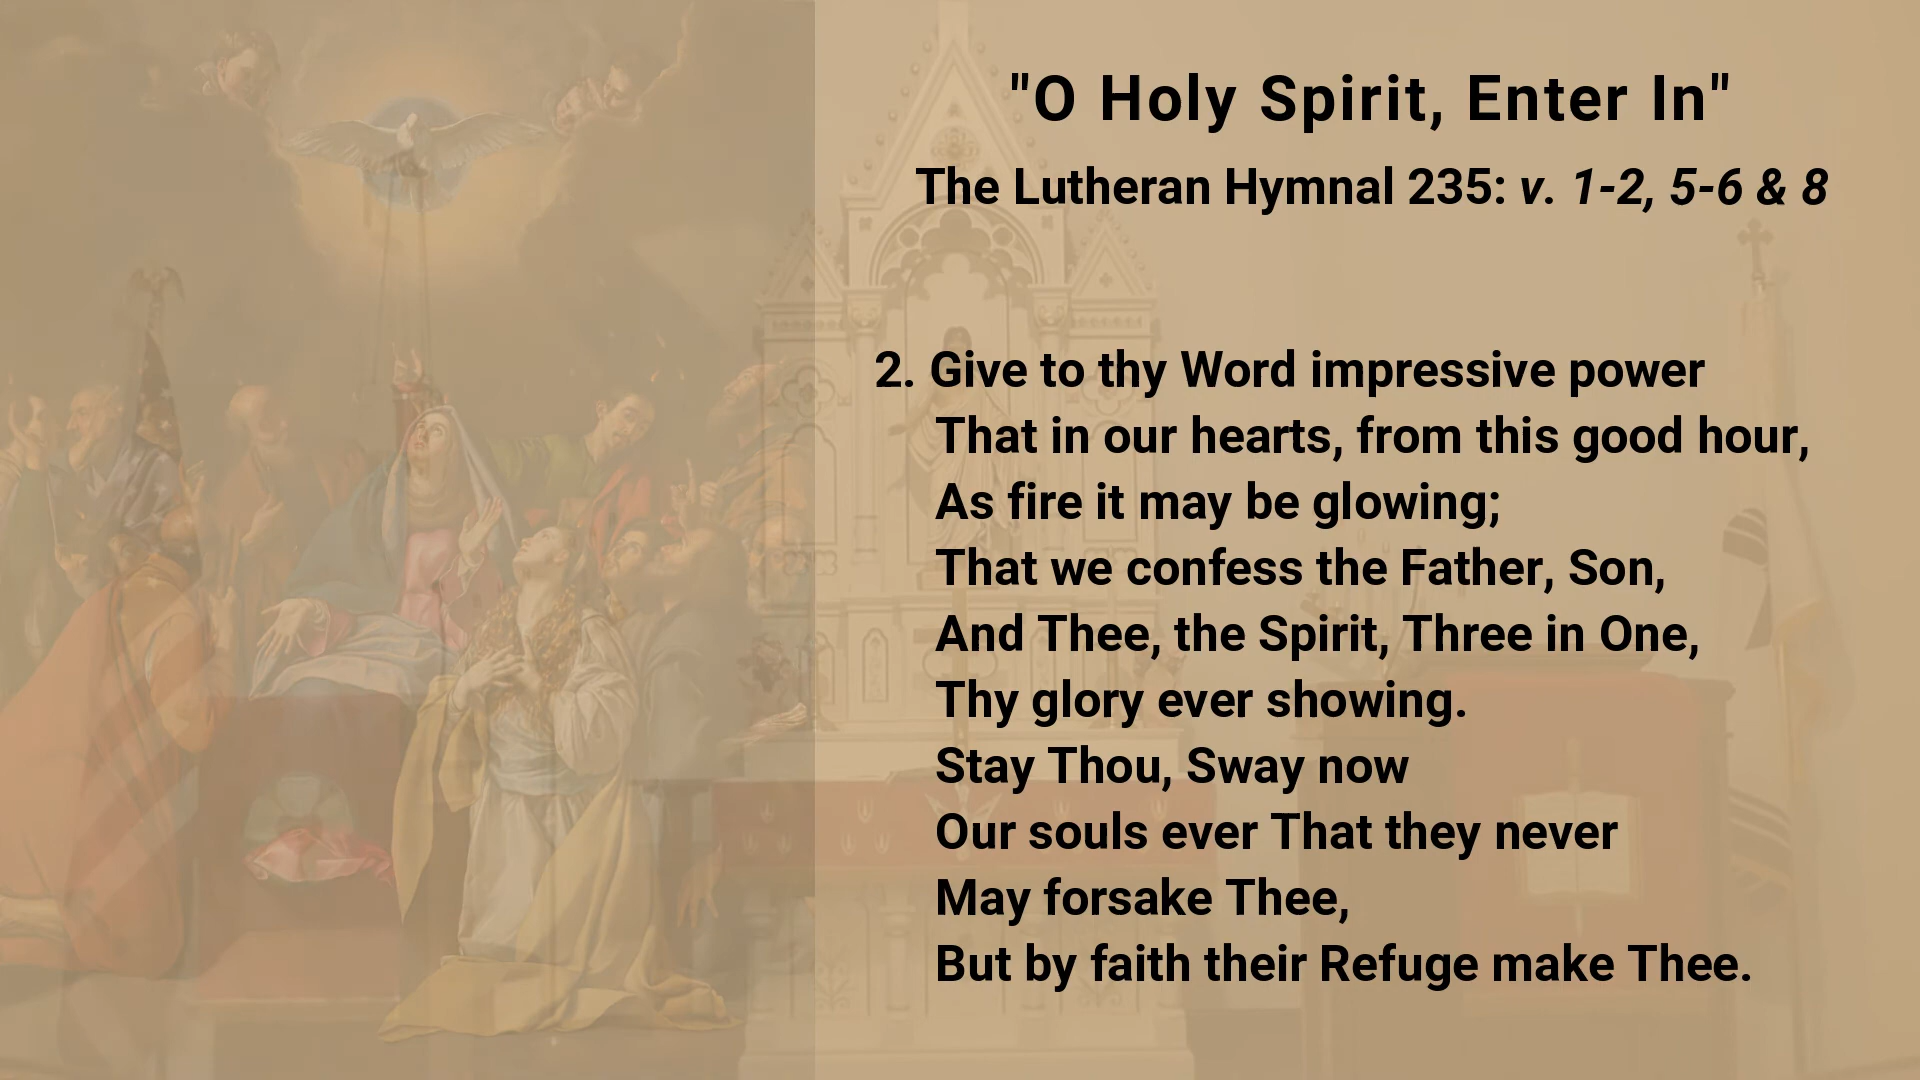 "O Holy Spirit, Enter In"
The Lutheran Hymnal 235: v. 1-2, 5-6 & 8
2. Give to thy Word impressive power
That in our hearts, from this good hour,
As fire it may be glowing;
That we confess the Father, Son,
And Thee, the Spirit, Three in One,
Thy glory ever showing.
Stay Thou, Sway now
Our souls ever That they never
May forsake Thee,
But by faith their Refuge make Thee.